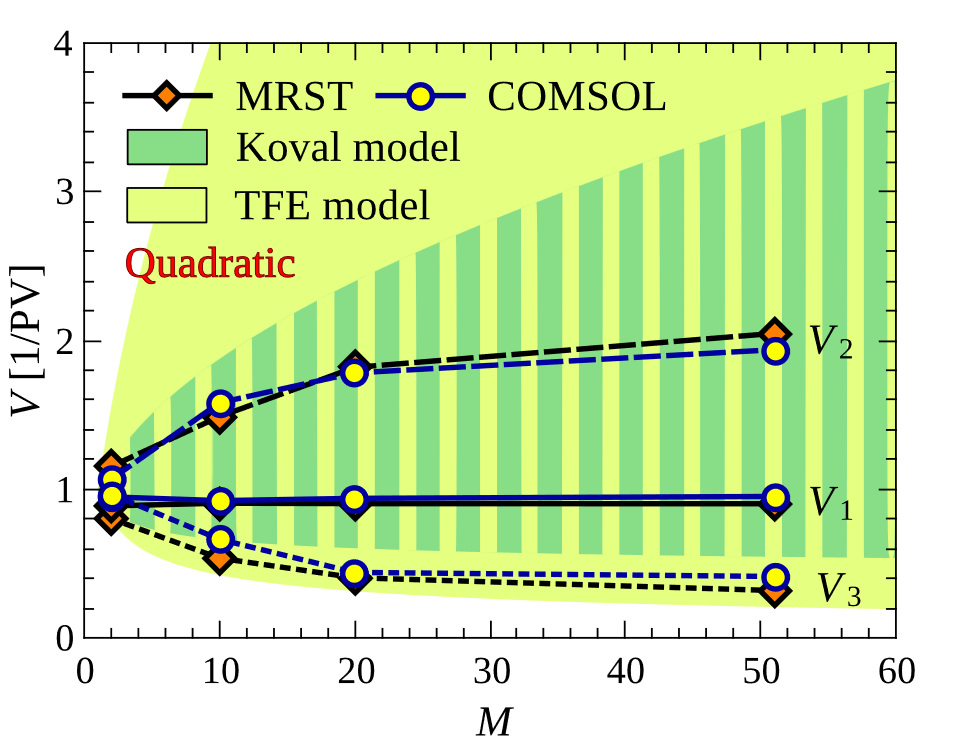 4
MRST COMSOL
Koval model
3
TFE model
Quadratic
V [1/PV]
2
V2
1
V1
V3
0
0 10 20 30 40 50 60
M